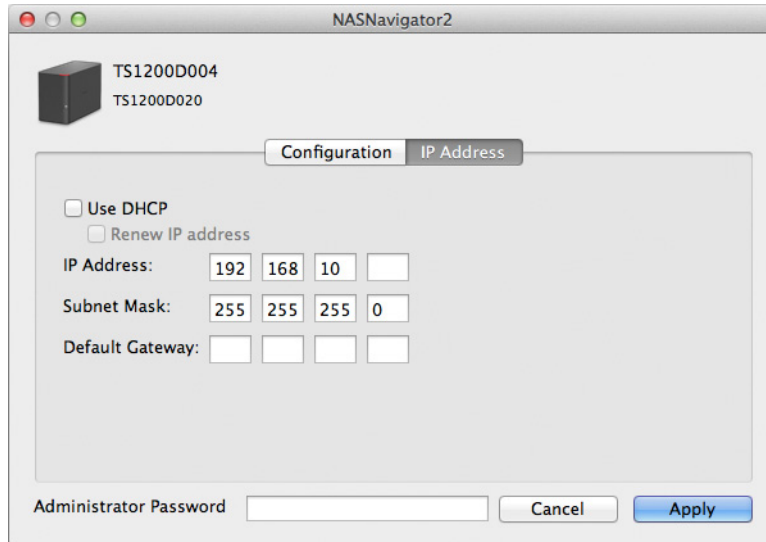 NASNavigator2
TS1200D004
TS1200D020
Configuration IP Address
Use DHCP
Renew IP address
IP Address: 192 168 10
Subnet Mask: 255 255 255 0
Default Gateway:
Administrator Password Cancel Apply